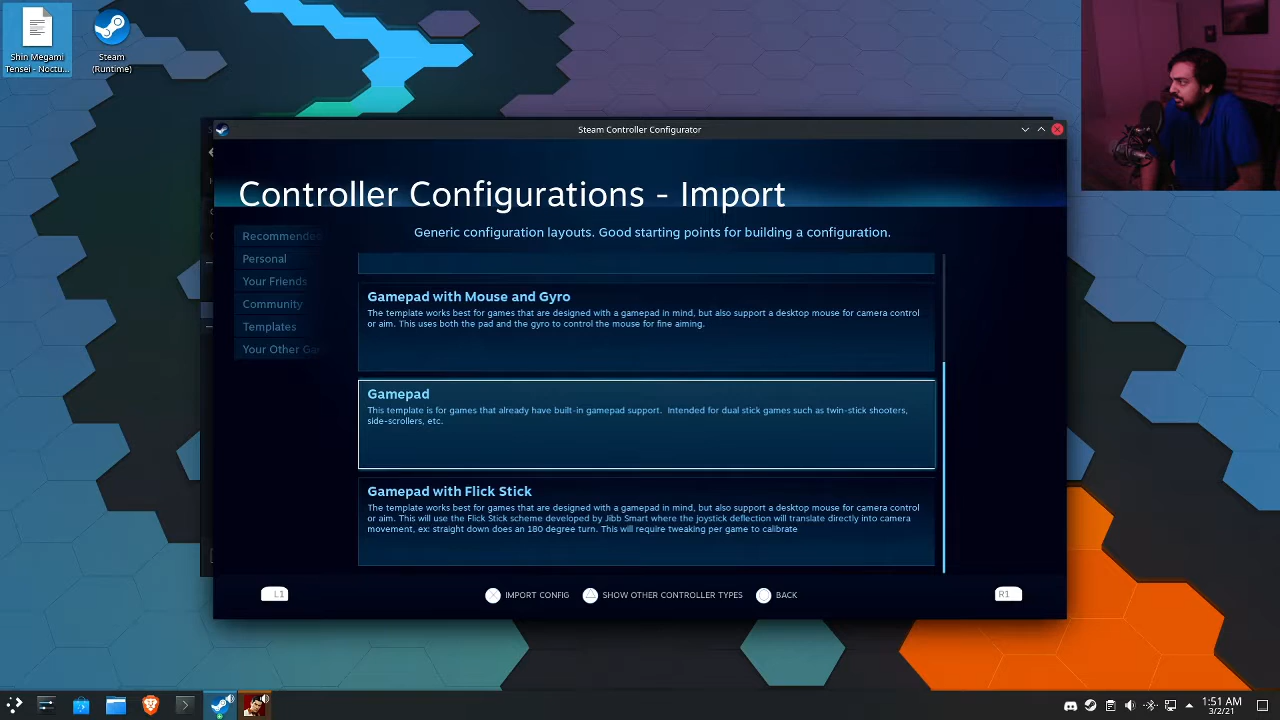 Shin Megami
Tensei - Noctu...
Steam
(Runtime)
Steam Controller Configurator
Controller Configurations - Import
Generic configuration layouts. Good starting points for building a configuration.
Recommende
Personal
Your Friends
Community
Templates
Your Other Ga
Gamepad with Mouse and Gyro
The template works best for games that are designed with a gamepad in mind, but also support a desktop mouse for camera control
or aim. This uses both the pad and the gyro to control the mouse for fine aiming.
Gamepad
This template is for games that already have built-in gamepad support. Intended for dual stick games such as twin-stick shooters,
side-scrollers, etc.
Gamepad with Flick Stick
The template works best for games that are designed with a gamepad in mind, but also support a desktop mouse for camera control
or aim. This will use the Flick Stick scheme developed by Jibb Smart where the joystick deflection will translate directly into camera
movement, ex: straight down does an 180 degree turn. This will require tweaking per game to calibrate
L1
IMPORT CONFIG
SHOW OTHER CONTROLLER TYPES
BACK
R1
1:51 AM
3/2/21